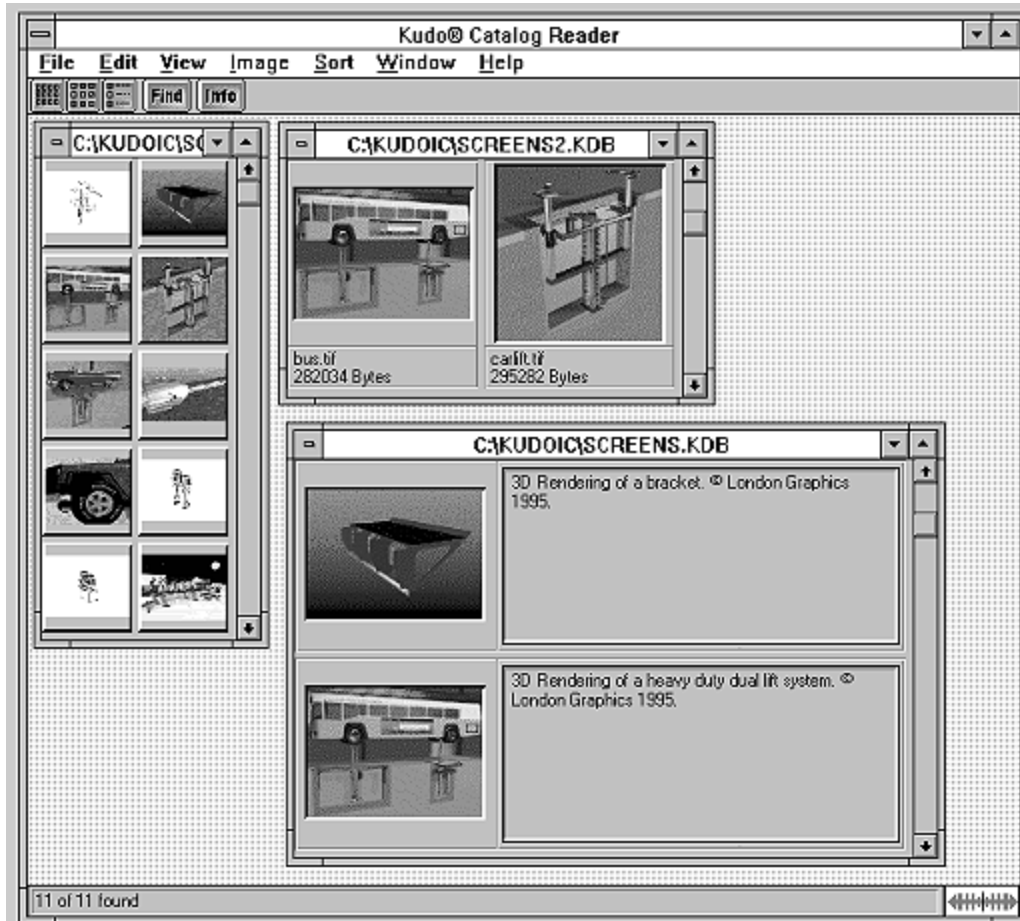 Kudo® Catalog Reader
File Edit View Image Sort Window Help
Find Info
C:\KUDOIC\SC
C:\KUDOIC\SCREENS2.KDB
bus.tif
282034 Bytes
carlift.tif
295282 Bytes
C:\KUDOIC\SCREENS.KDB
3D Rendering of a bracket. © London Graphics
1995.
3D Rendering of a heavy duty dual lift system. ©
London Graphics 1995.
11 of 11 found